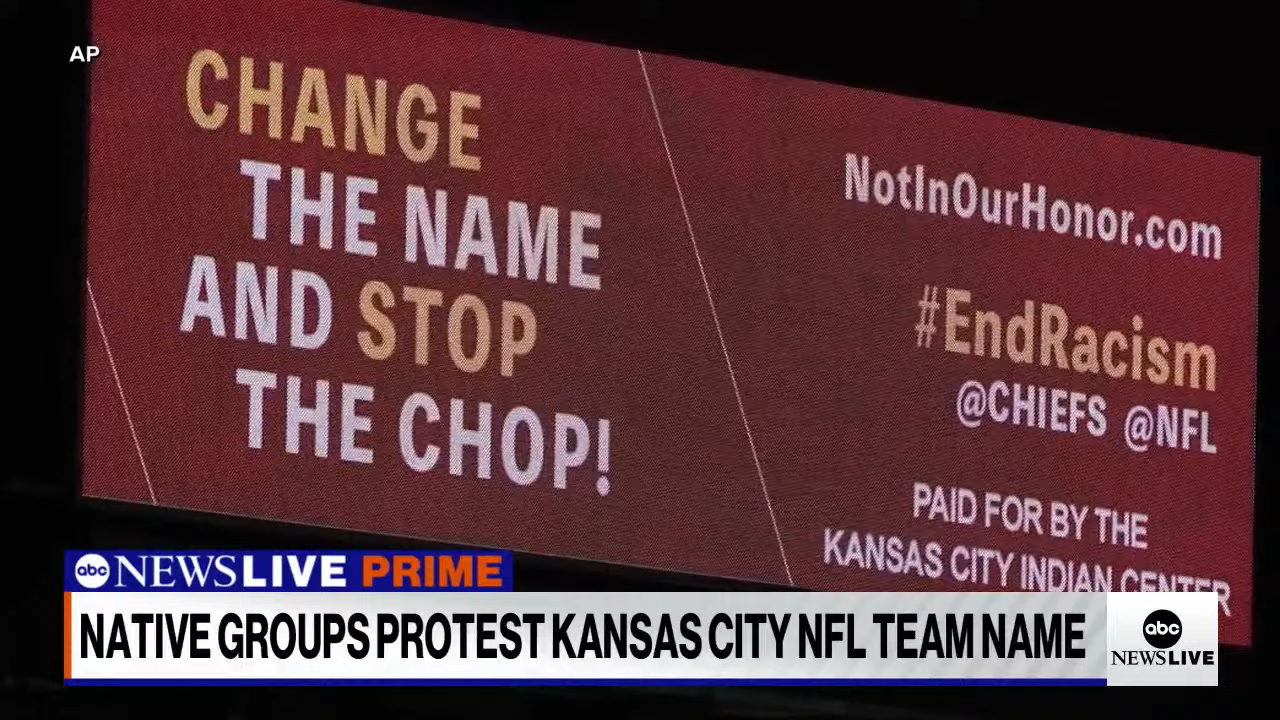 AP
CHANGE
THE NAME
AND STOP
THE CHOP!
NotInOurHonor.com
#EndRacism
@CHIEFS @NFL
PAID FOR BY THE
KANSAS CITY INDIAN CENTER
abc NEWS LIVE PRIME
NATIVE GROUPS PROTEST KANSAS CITY NFL TEAM NAME
abc
NEWS LIVE